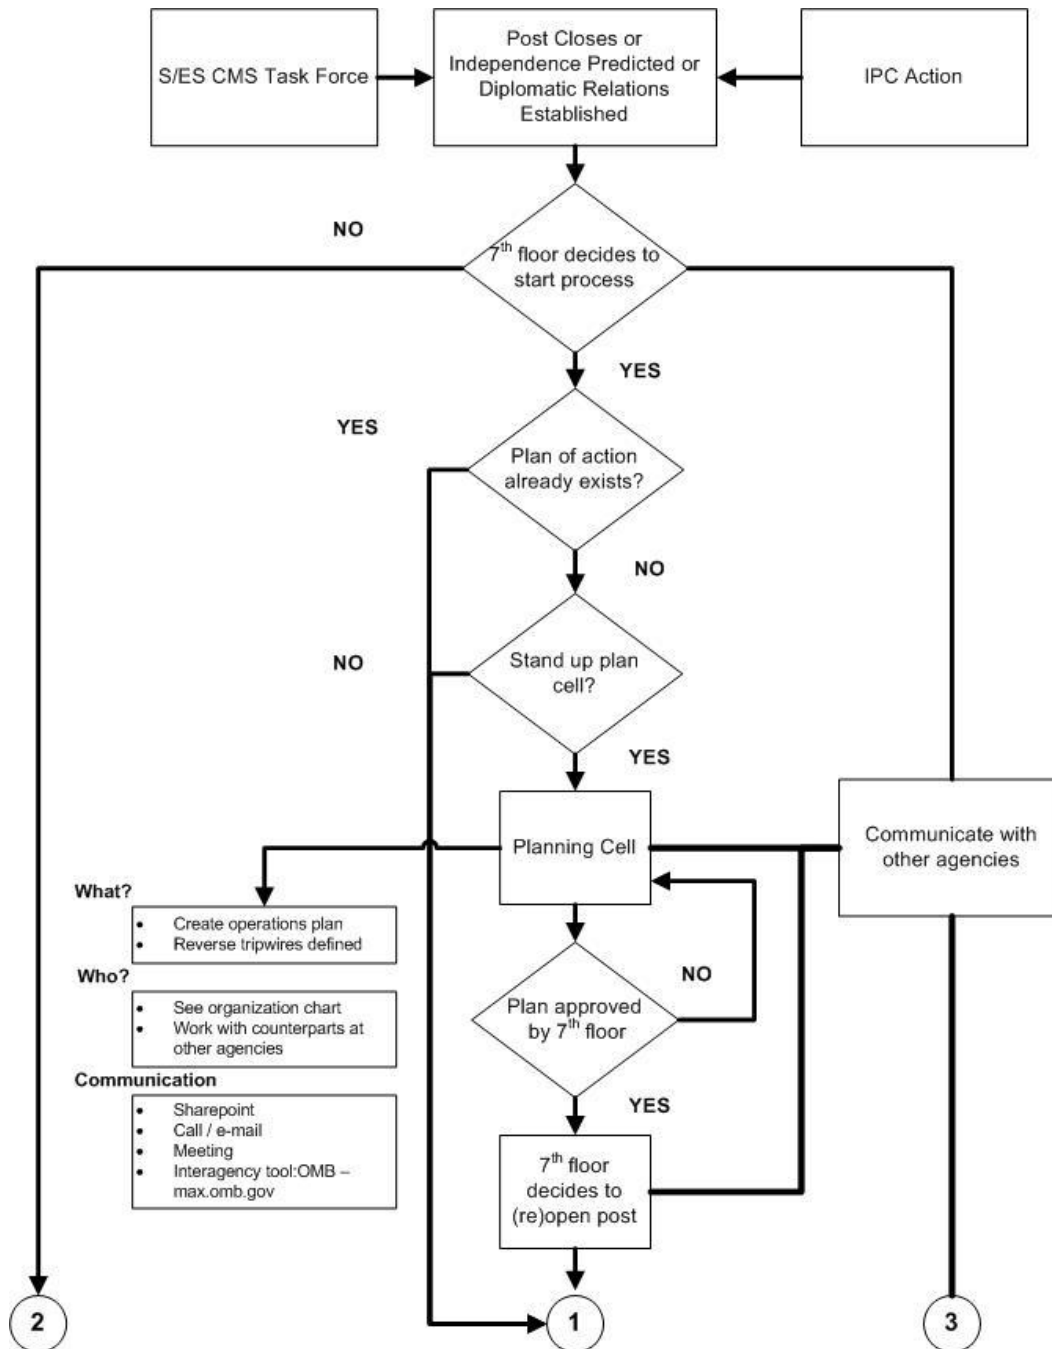 S/ES CMS Task Force
Post Closes or
Independence Predicted or
Diplomatic Relations
Established
IPC Action
NO
7th floor decides to
start process
YES
YES
Plan of action
already exists?
NO
NO
Stand up plan
cell?
YES
Planning Cell
Communicate with
other agencies
What?
• Create operations plan
• Reverse tripwires defined
Who?
• See organization chart
• Work with counterparts at
other agencies
NO
Plan approved
by 7th floor
Communication
• Sharepoint
• Call / e-mail
• Meeting
• Interagency tool:OMB –
max.omb.gov
YES
7th floor
decides to
(re)open post
2
1
3